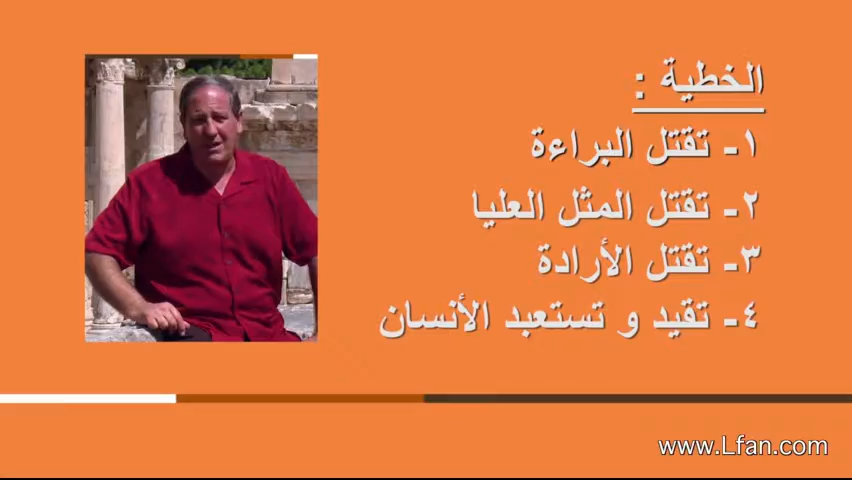 الخطية :
١- تقتل البراءة
٢- تقتل المثل العليا
٣- تقتل الأرادة
٤- تقيد و تستعبد الأنسان
www.Lfan.com